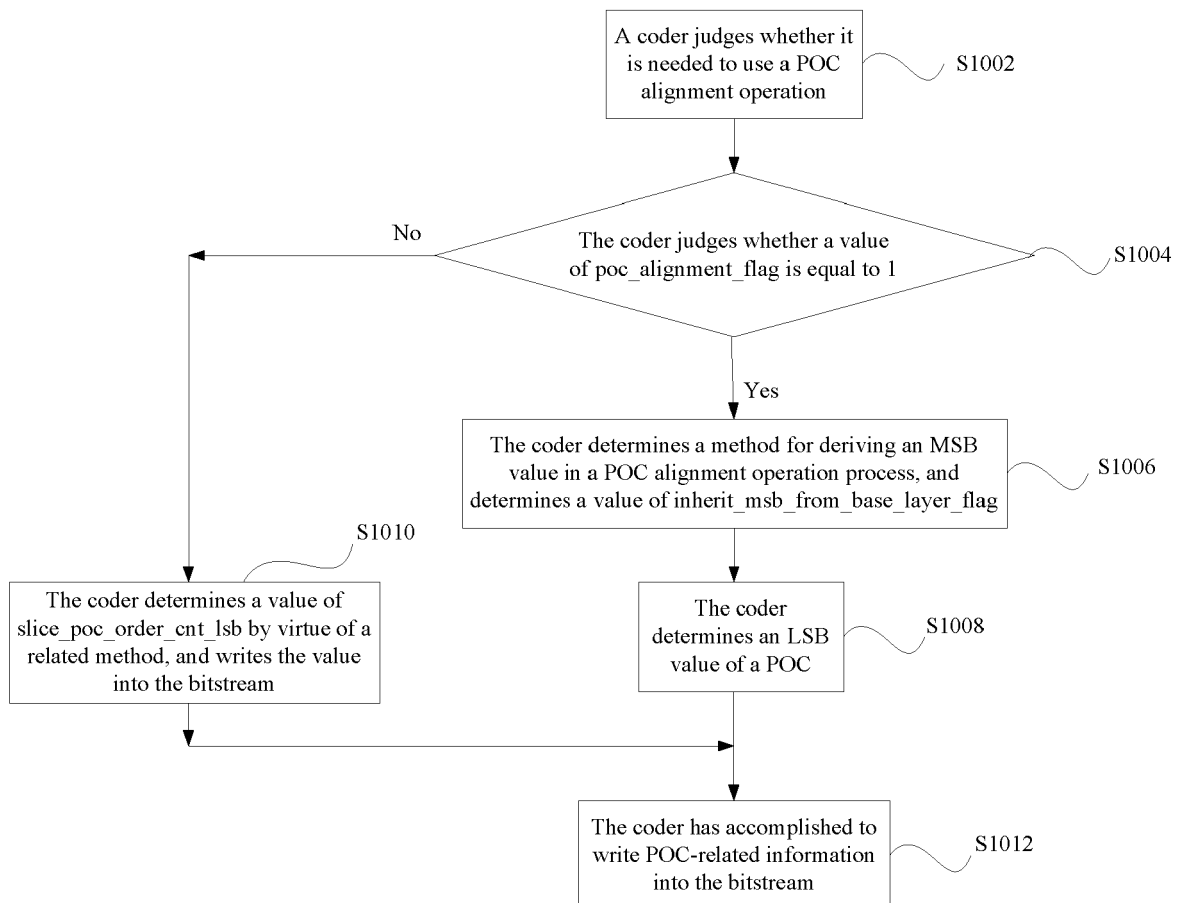 A coder judges whether it
is needed to use a POC
alignment operation
S1002
No
The coder judges whether a value
of poc_alignment_flag is equal to 1
S1004
Yes
The coder determines a method for deriving an MSB
value in a POC alignment operation process, and
determines a value of inherit_msb_from_base_layer_flag
S1006
S1010
The coder determines a value of
slice_poc_order_cnt_lsb by virtue of a
related method, and writes the value
into the bitstream
The coder
determines an LSB
value of a POC
S1008
The coder has accomplished to
write POC-related information
into the bitstream
S1012